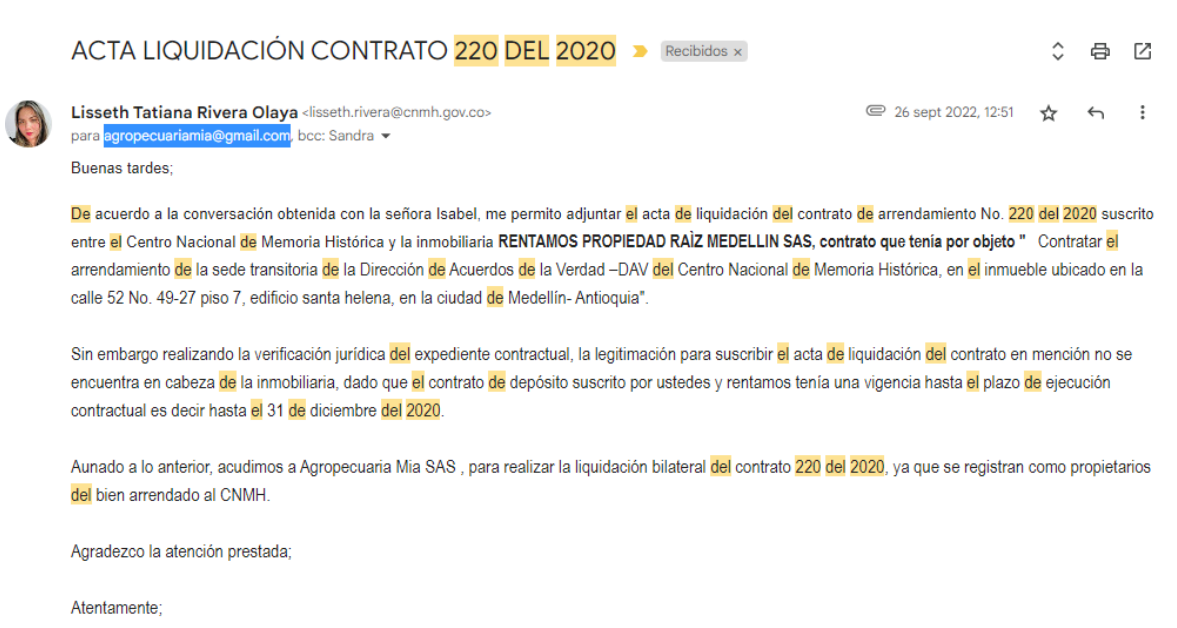 ACTA LIQUIDACIÓN CONTRATO 220 DEL 2020 Recibidos ×
Lisseth Tatiana Rivera Olaya <lisseth.rivera@cnmh.gov.co> 26 sept 2022, 12:51
para agropecuariamia@gmail.com, bcc: Sandra
Buenas tardes;
De acuerdo a la conversación obtenida con la señora Isabel, me permito adjuntar el acta de liquidación del contrato de arrendamiento No. 220 del 2020 suscrito
entre el Centro Nacional de Memoria Histórica y la inmobiliaria RENTAMOS PROPIEDAD RAÌZ MEDELLIN SAS, contrato que tenía por objeto " Contratar el
arrendamiento de la sede transitoria de la Dirección de Acuerdos de la Verdad –DAV del Centro Nacional de Memoria Histórica, en el inmueble ubicado en la
calle 52 No. 49-27 piso 7, edificio santa helena, en la ciudad de Medellín- Antioquia".
Sin embargo realizando la verificación jurídica del expediente contractual, la legitimación para suscribir el acta de liquidación del contrato en mención no se
encuentra en cabeza de la inmobiliaria, dado que el contrato de depósito suscrito por ustedes y rentamos tenía una vigencia hasta el plazo de ejecución
contractual es decir hasta el 31 de diciembre del 2020.
Aunado a lo anterior, acudimos a Agropecuaria Mia SAS , para realizar la liquidación bilateral del contrato 220 del 2020, ya que se registran como propietarios
del bien arrendado al CNMH.
Agradezco la atención prestada;
Atentamente;